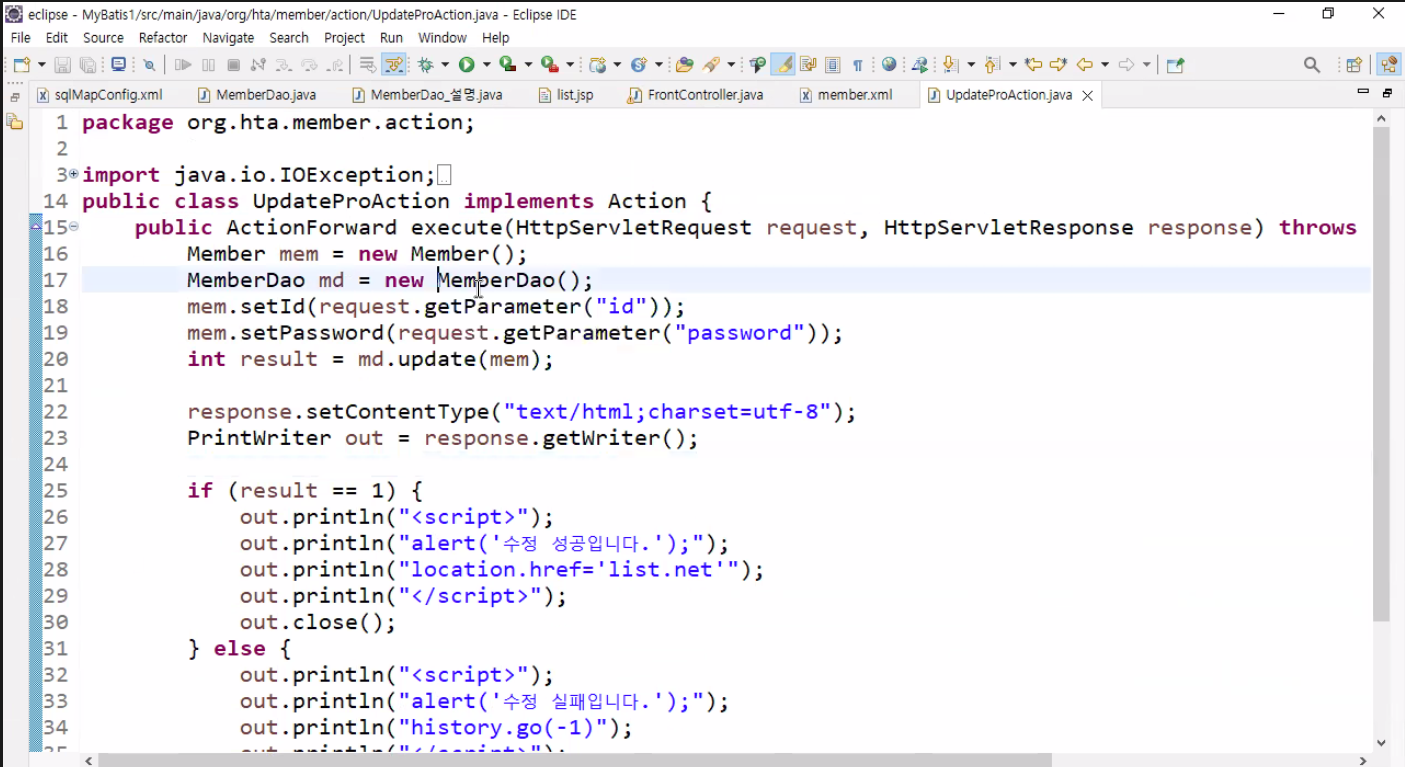 eclipse - MyBatis1/src/main/java/org/hta/member/action/UpdateProAction.java - Eclipse IDE
File Edit Source Refactor Navigate Search Project Run Window Help
sqlMapConfig.xml MemberDao.java MemberDao_설명.java list.jsp FrontController.java member.xml UpdateProAction.java
1 package org.hta.member.action;
2
3 import java.io.IOException;
14 public class UpdateProAction implements Action {
15 public ActionForward execute(HttpServletRequest request, HttpServletResponse response) throws
16 Member mem = new Member();
17 MemberDao md = new MemberDao();
18 mem.setId(request.getParameter("id"));
19 mem.setPassword(request.getParameter("password"));
20 int result = md.update(mem);
21
22 response.setContentType("text/html;charset=utf-8");
23 PrintWriter out = response.getWriter();
24
25 if (result == 1) {
26 out.println("<script>");
27 out.println("alert('수정 성공입니다.');");
28 out.println("location.href='list.net'");
29 out.println("</script>");
30 out.close();
31 } else {
32 out.println("<script>");
33 out.println("alert('수정 실패입니다.');");
34 out.println("history.go(-1)");
35 out.println("</script>");